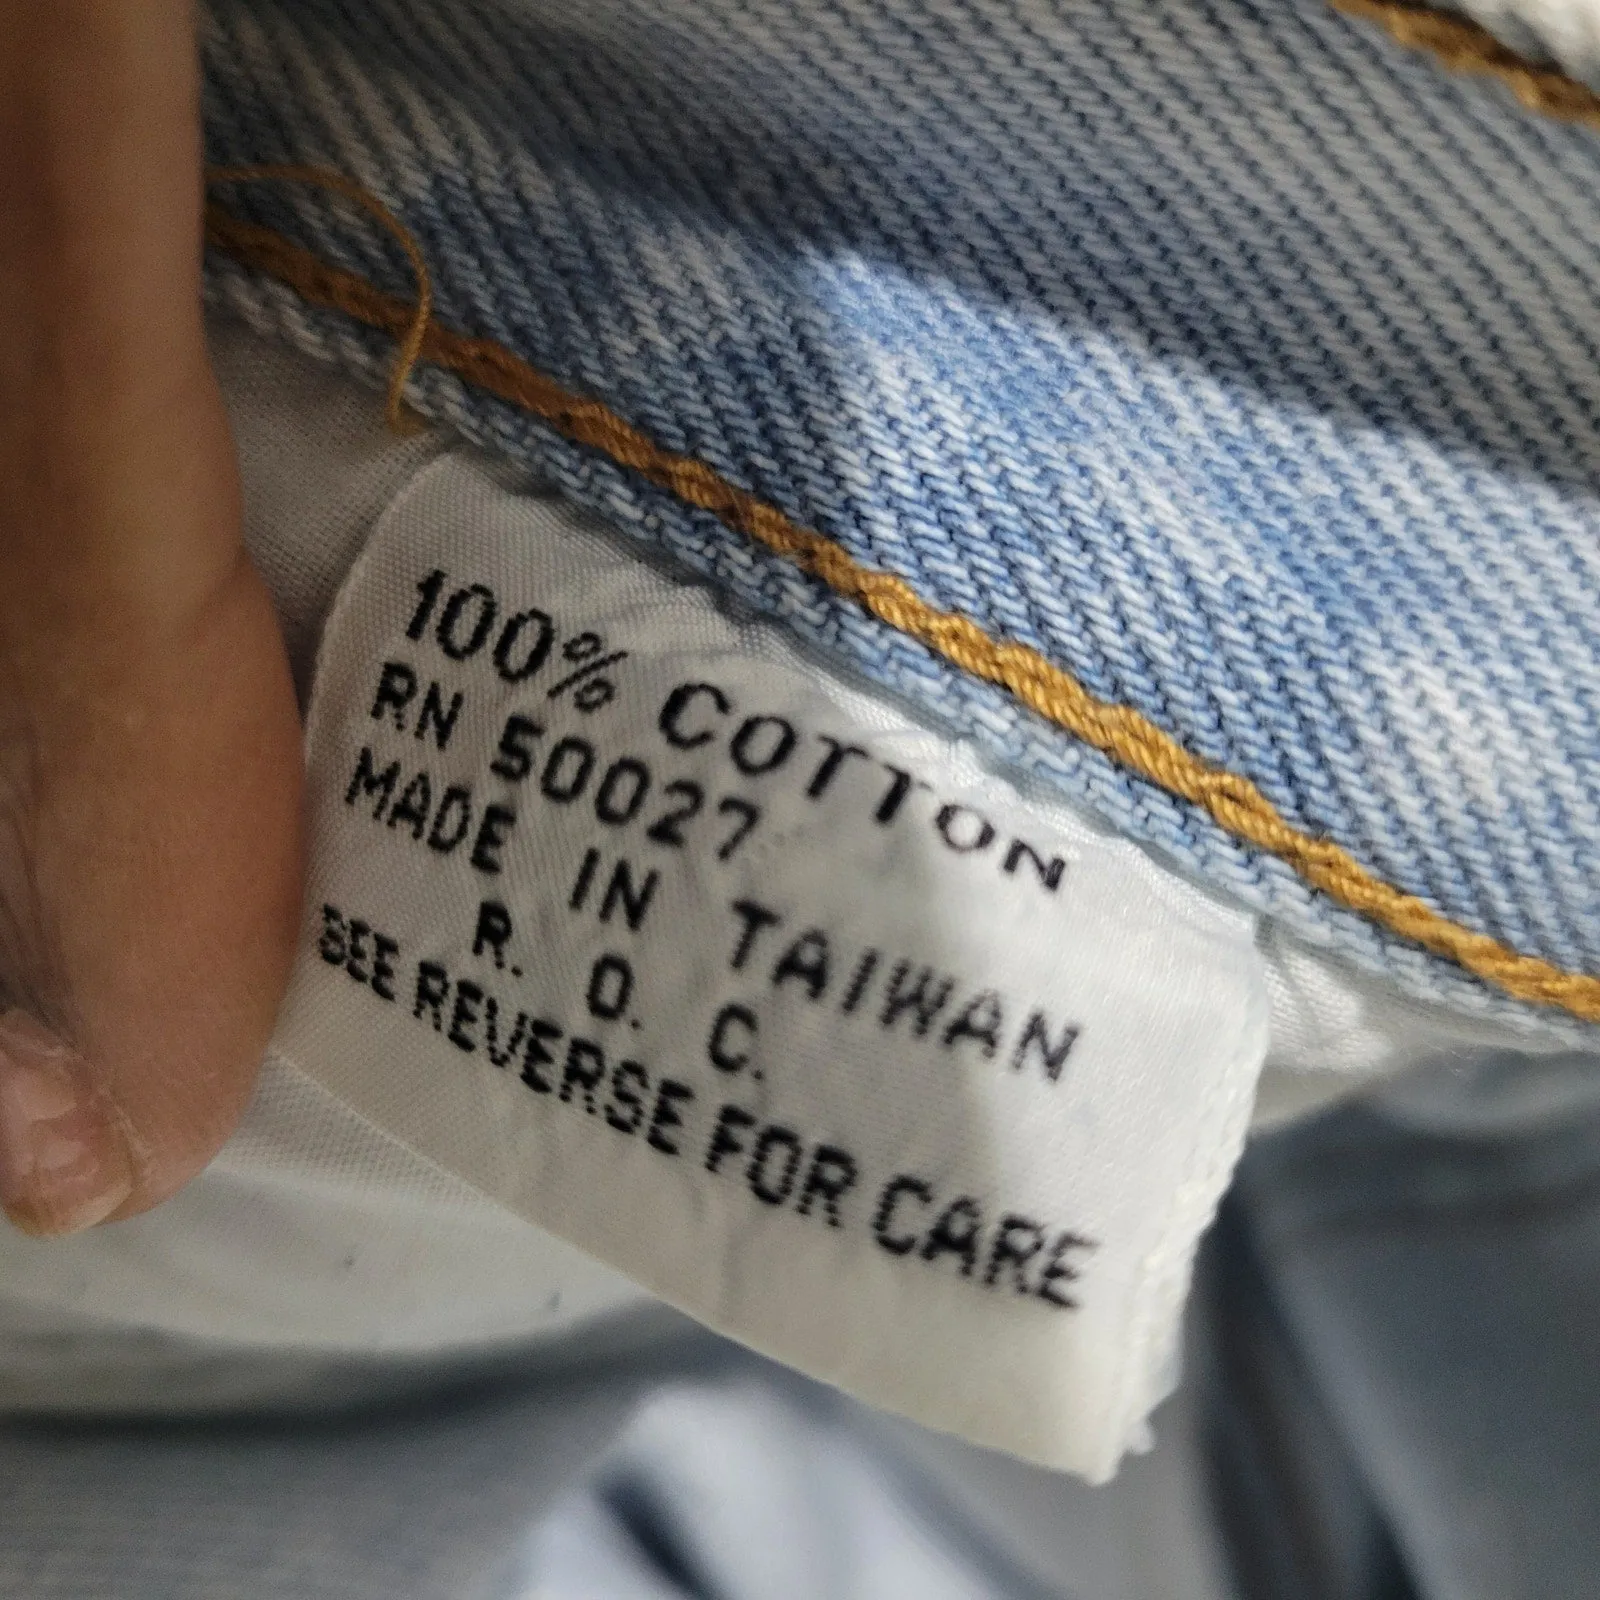 100% COTTON
RN 50027
MADE IN TAIWAN
R. O. C.
SEE REVERSE FOR CARE